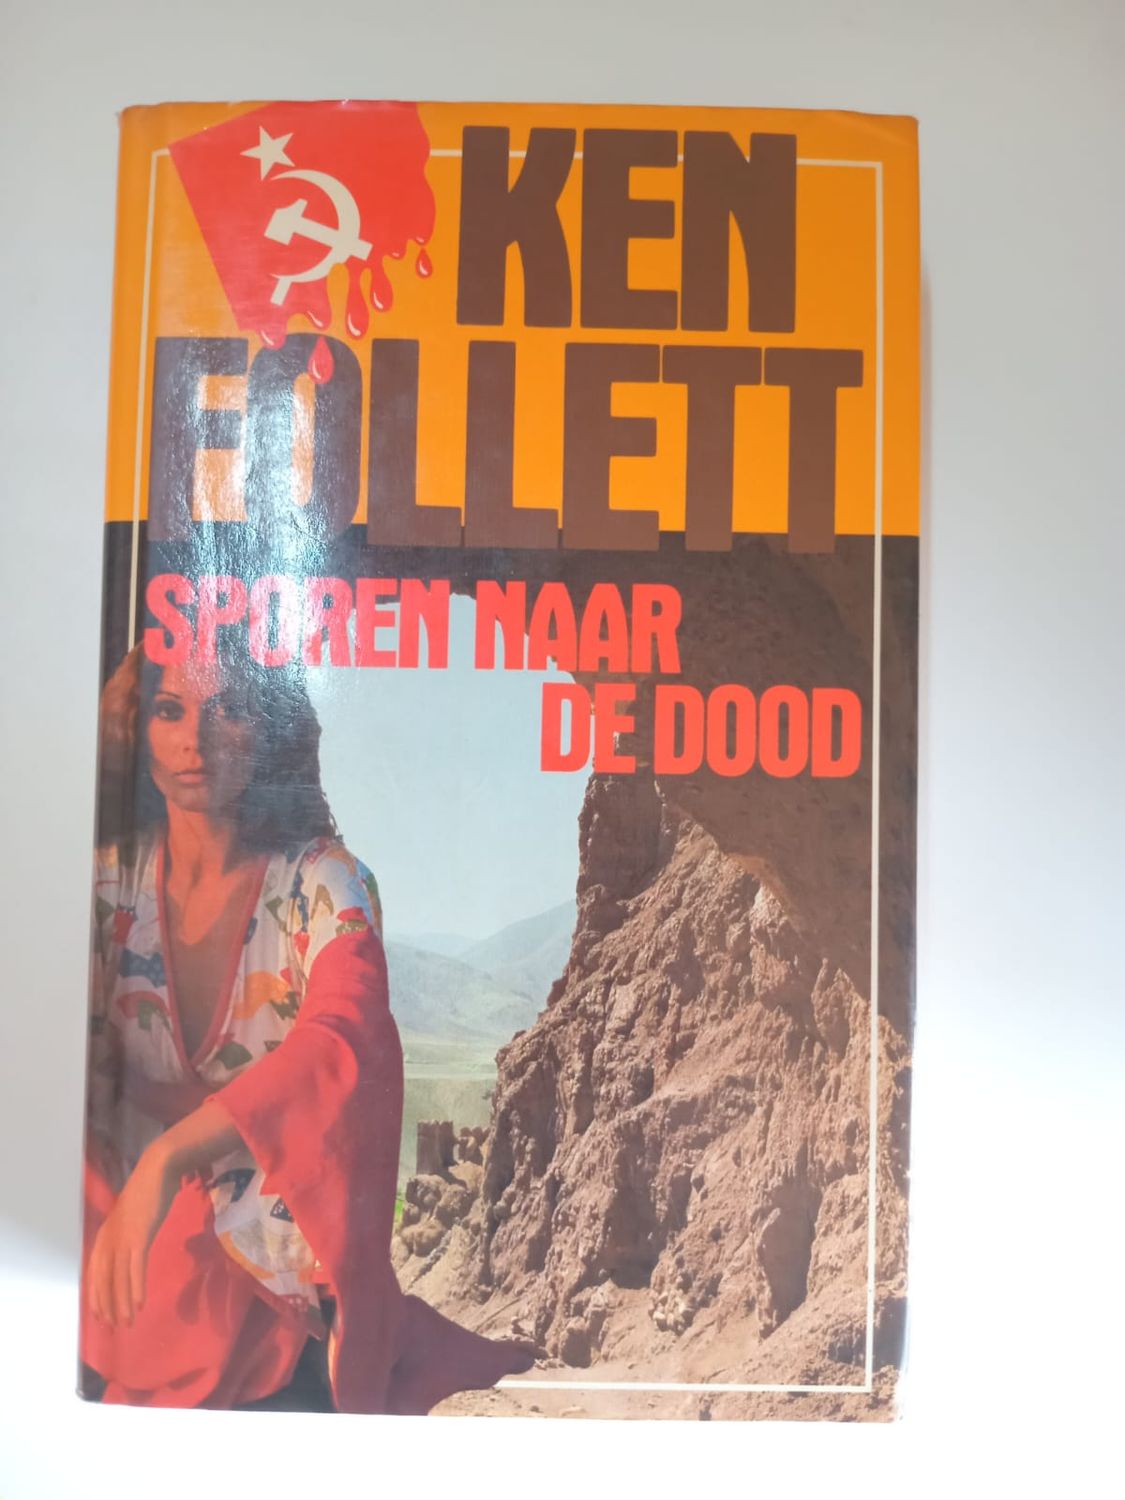 KEN
FOLLETT
SPOREN NAAR
DE DOOD